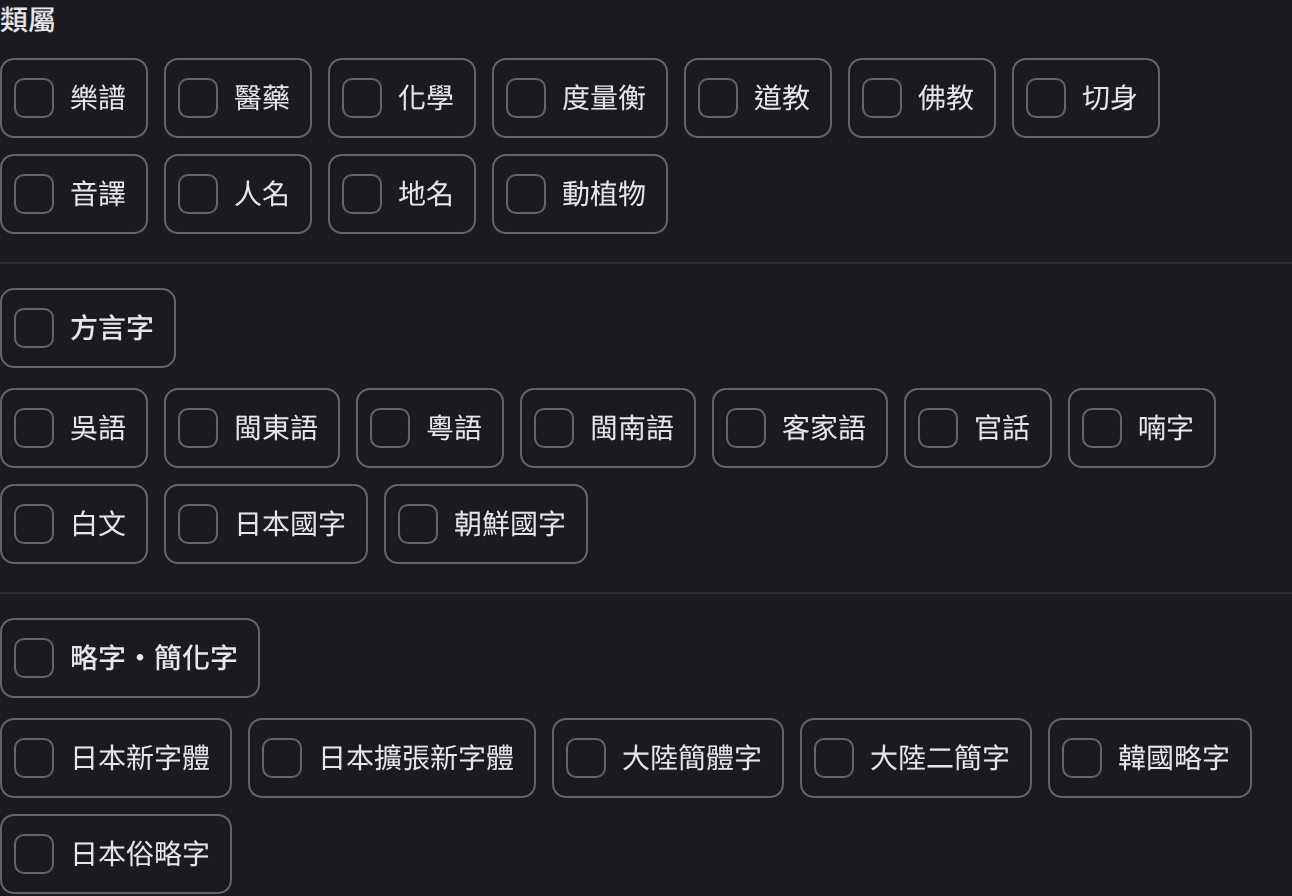 類屬
樂譜 醫藥 化學 度量衡 道教 佛教 切身
音譯 人名 地名 動植物
方言字
吳語 閩東語 粵語 閩南語 客家語 官話 喃字
白文 日本國字 朝鮮國字
略字・簡化字
日本新字體 日本擴張新字體 大陸簡體字 大陸二簡字 韓國略字
日本俗略字